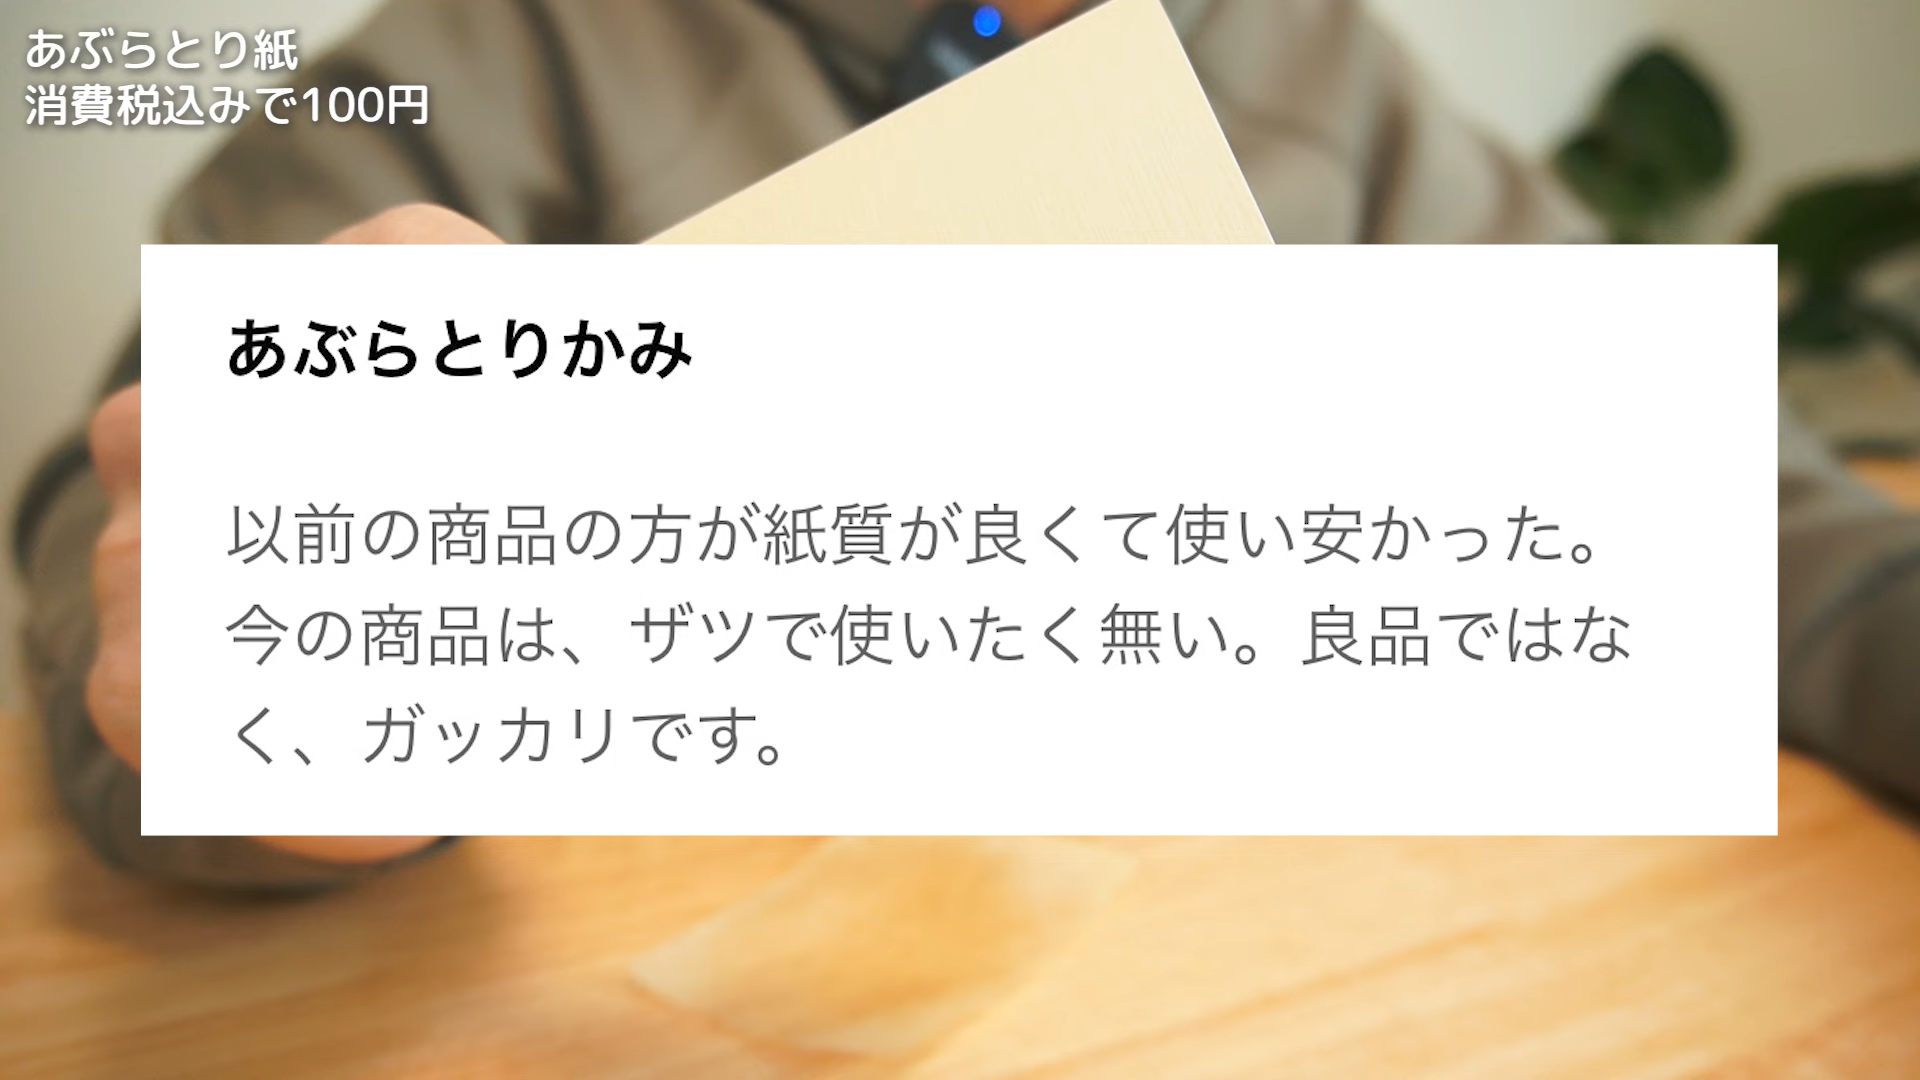 あぶらとり紙
消費税込みで100円
あぶらとりかみ
以前の商品の方が紙質が良くて使い安かった。
今の商品は、ザツで使いたく無い。良品ではな
く、ガッカリです。